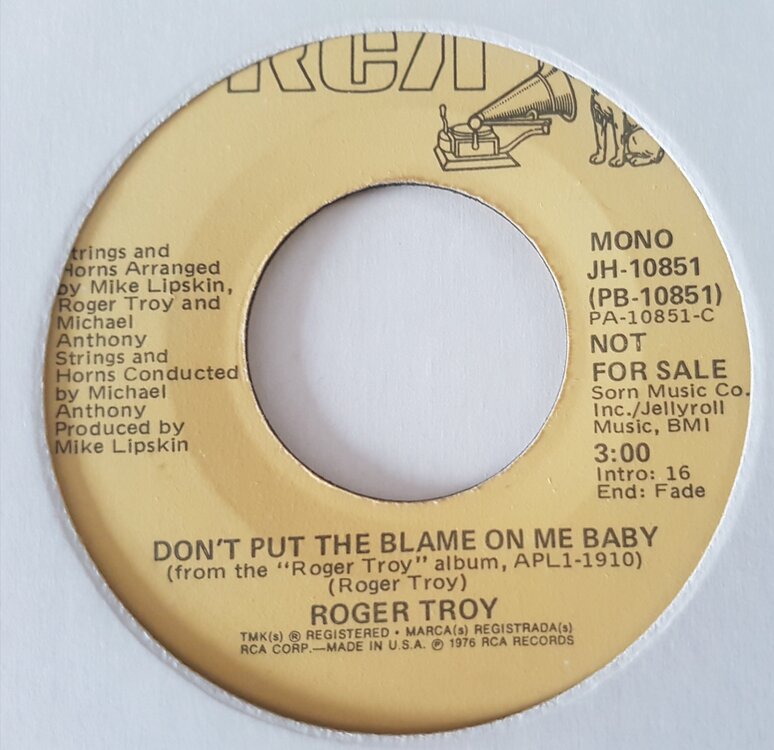 RCA
trings and
Horns Arranged
by Mike Lipskin,
Roger Troy and
Michael
Anthony
Strings and
Horns Conducted
by Michael
Anthony
Produced by
Mike Lipskin
MONO
JH-10851
(PB-10851)
PA-10851-C
NOT
FOR SALE
Sorn Music Co.
Inc./Jellyroll
Music, BMI
3:00
Intro: 16
End: Fade
DON'T PUT THE BLAME ON ME BABY
(from the "Roger Troy" album, APL1-1910)
(Roger Troy)
ROGER TROY
TMK(s) ® REGISTERED • MARCA(s) REGISTRADA(s)
RCA CORP.—MADE IN U.S.A. ℗ 1976 RCA RECORDS